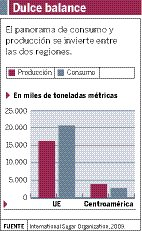 Dulce balance
El panorama de consumo y
producción se invierte entre
las dos regiones.
Producción Consumo
En miles de toneladas métricas
25.000
20.000
15.000
10.000
5.000
0
UE Centroamérica
FUENTE International Sugar Organization, 2009.